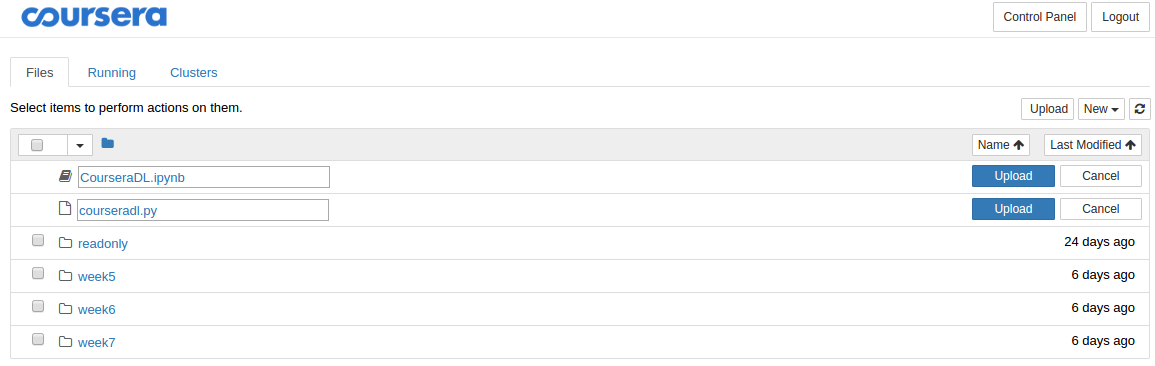 coursera Control Panel Logout
Files Running Clusters
Select items to perform actions on them. Upload New
Name Last Modified
CourseraDL.ipynb Upload Cancel
courseradl.py Upload Cancel
readonly 24 days ago
week5 6 days ago
week6 6 days ago
week7 6 days ago